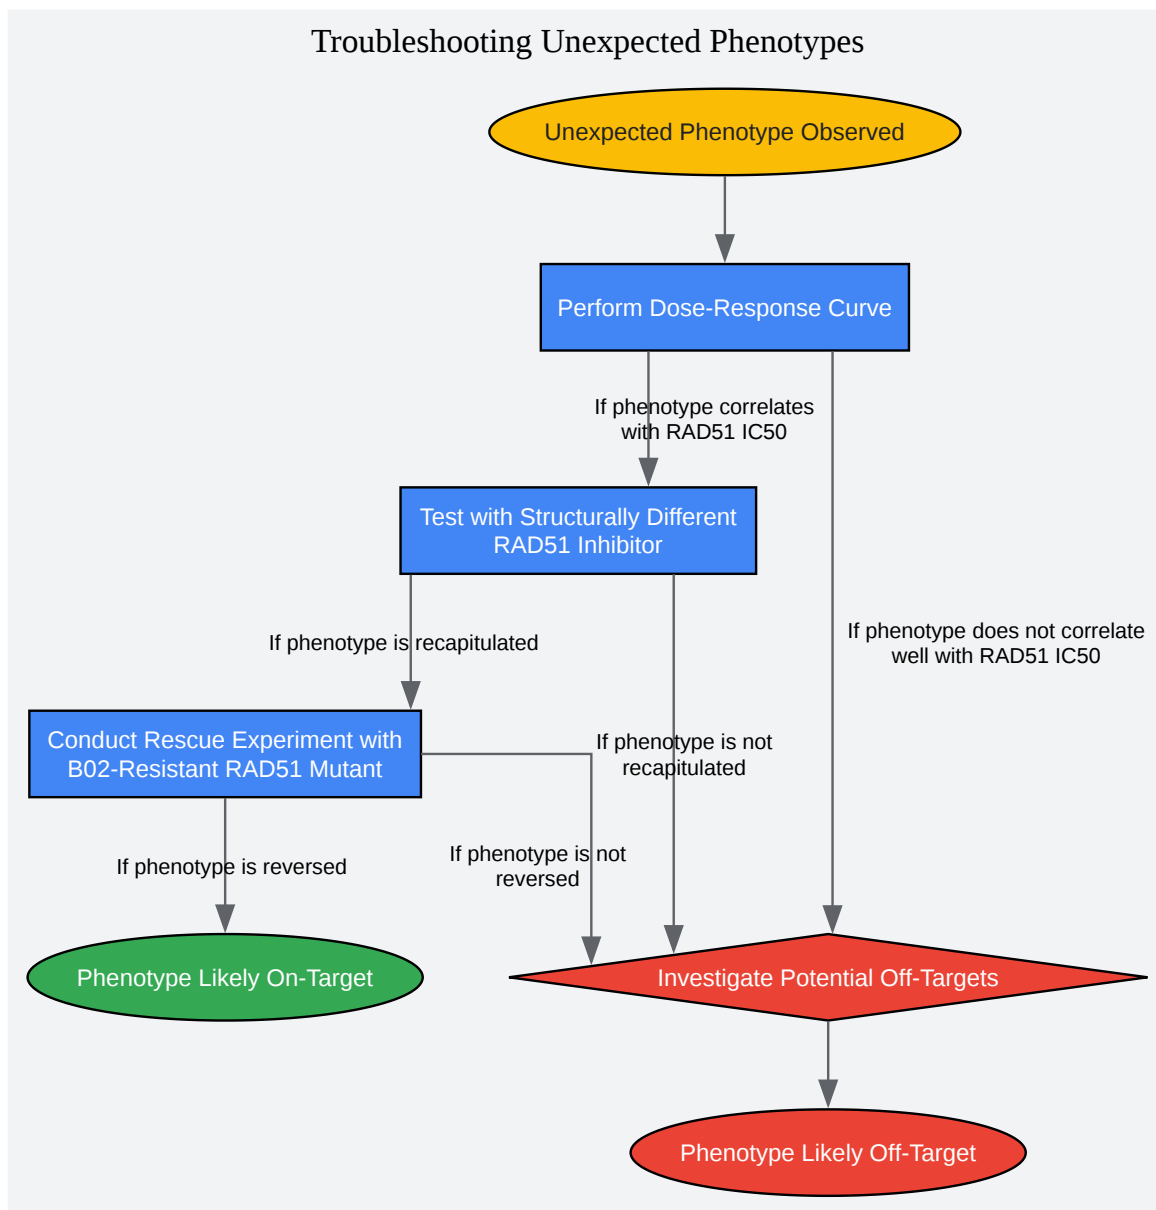 Troubleshooting Unexpected Phenotypes
Unexpected Phenotype Observed
Perform Dose-Response Curve
If phenotype correlates
with RAD51 IC50
Test with Structurally Different
RAD51 Inhibitor
If phenotype does not correlate
well with RAD51 IC50
If phenotype is recapitulated
Conduct Rescue Experiment with
B02-Resistant RAD51 Mutant
If phenotype is not
recapitulated
If phenotype is reversed
If phenotype is not
reversed
Phenotype Likely On-Target
Investigate Potential Off-Targets
Phenotype Likely Off-Target